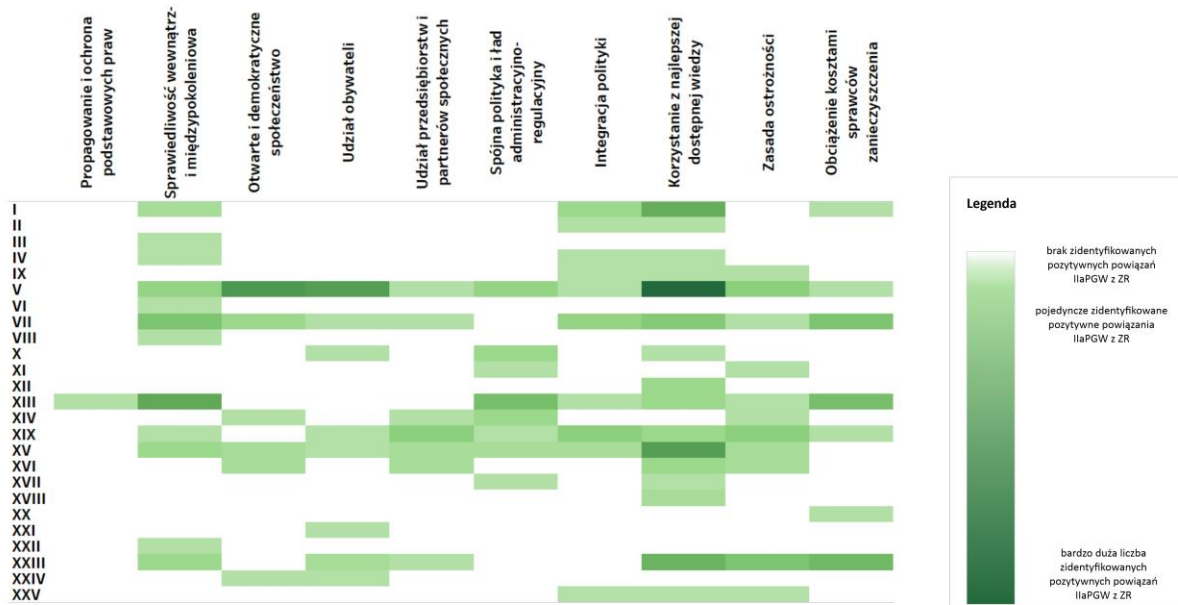 Propagowanie i ochrona
podstawowych praw
Sprawiedliwość wewnątrz-
i międzypokoleniowa
Otwarte i demokratyczne
społeczeństwo
Udział obywateli
Udział przedsiębiorstw i
partnerów społecznych
Spójna polityka i ład
administracyjno-
regulacyjny
Integracja polityki
Korzystanie z najlepszej
dostępnej wiedzy
Zasada ostrożności
Obciążenie kosztami
sprawców
zanieczyszczenia
I
II
III
IV
IX
V
VI
VII
VIII
X
XI
XII
XIII
XIV
XIX
XV
XVI
XVII
XVIII
XX
XXI
XXII
XXIII
XXIV
XXV
Legenda
brak zidentyfikowanych
pozytywnych powiązań
IIaPGW z ZR
pojedyncze zidentyfikowane
pozytywne powiązania
IIaPGW z ZR
bardzo duża liczba
zidentyfikowanych
pozytywnych powiązań
IIaPGW z ZR